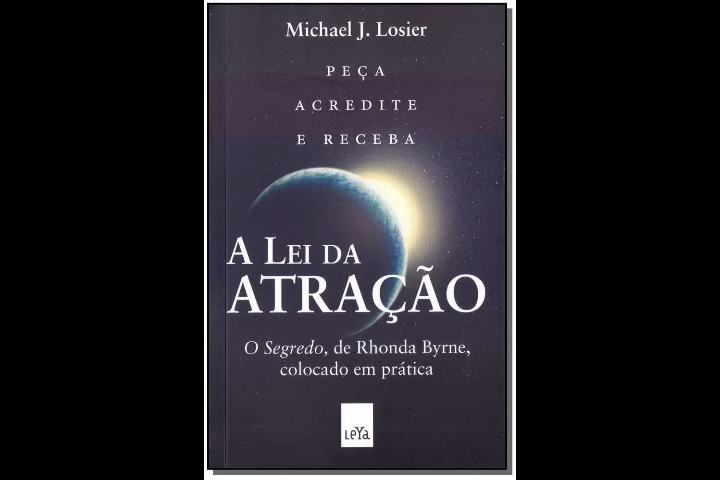 Michael J. Losier
PEÇA
ACREDITE
E RECEBA
A LEI DA
ATRAÇÃO
O Segredo, de Rhonda Byrne,
colocado em prática
LeYa